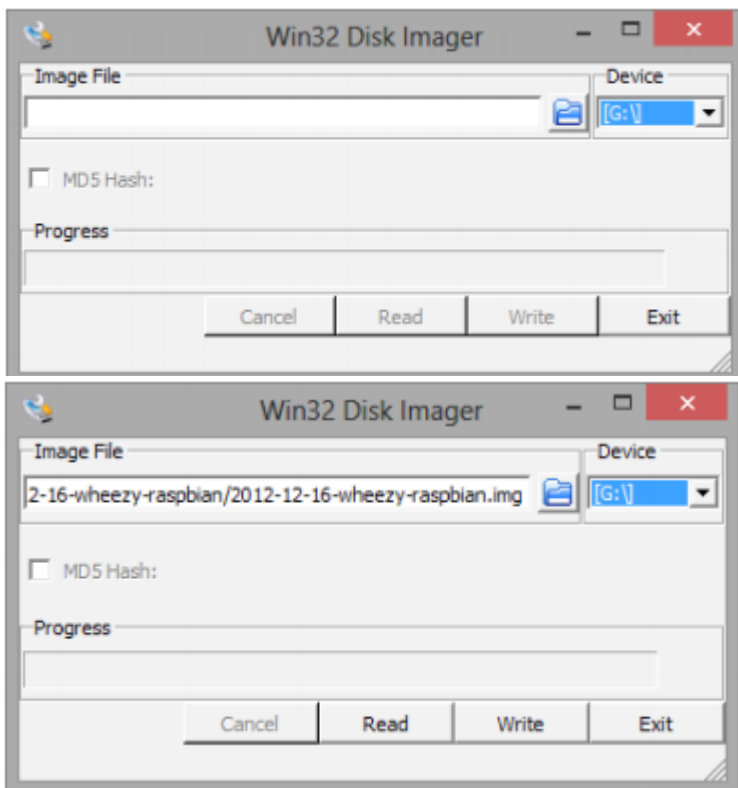 Win32 Disk Imager
Image File
Device
[G:\]
MD5 Hash:
Progress
Cancel Read Write Exit
Win32 Disk Imager
Image File
Device
2-16-wheezy-raspbian/2012-12-16-wheezy-raspbian.img
[G:\]
MD5 Hash:
Progress
Cancel Read Write Exit